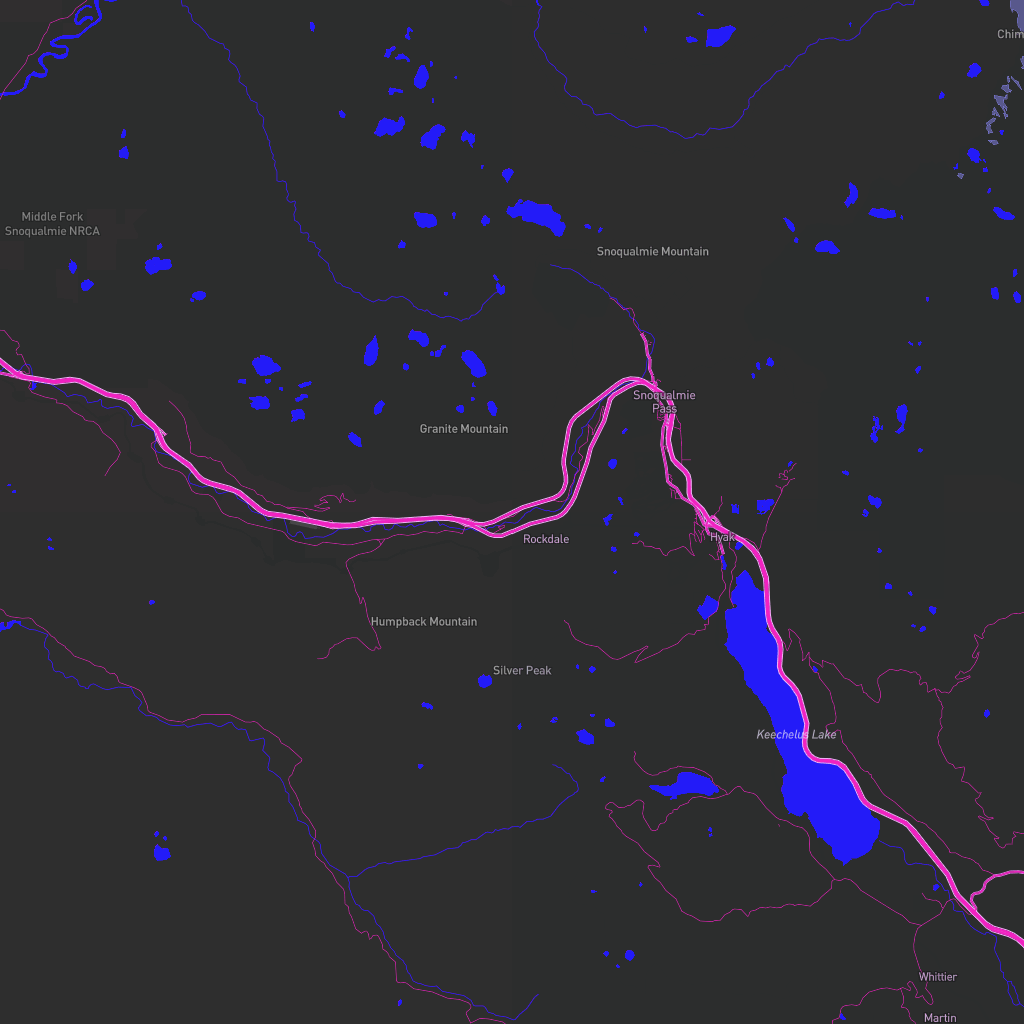 Chim
Middle Fork
Snoqualmie NRCA
Snoqualmie Mountain
Snoqualmie
Pass
Granite Mountain
Rockdale
Hyak
Humpback Mountain
Silver Peak
Keechelus Lake
Whittier
Martin